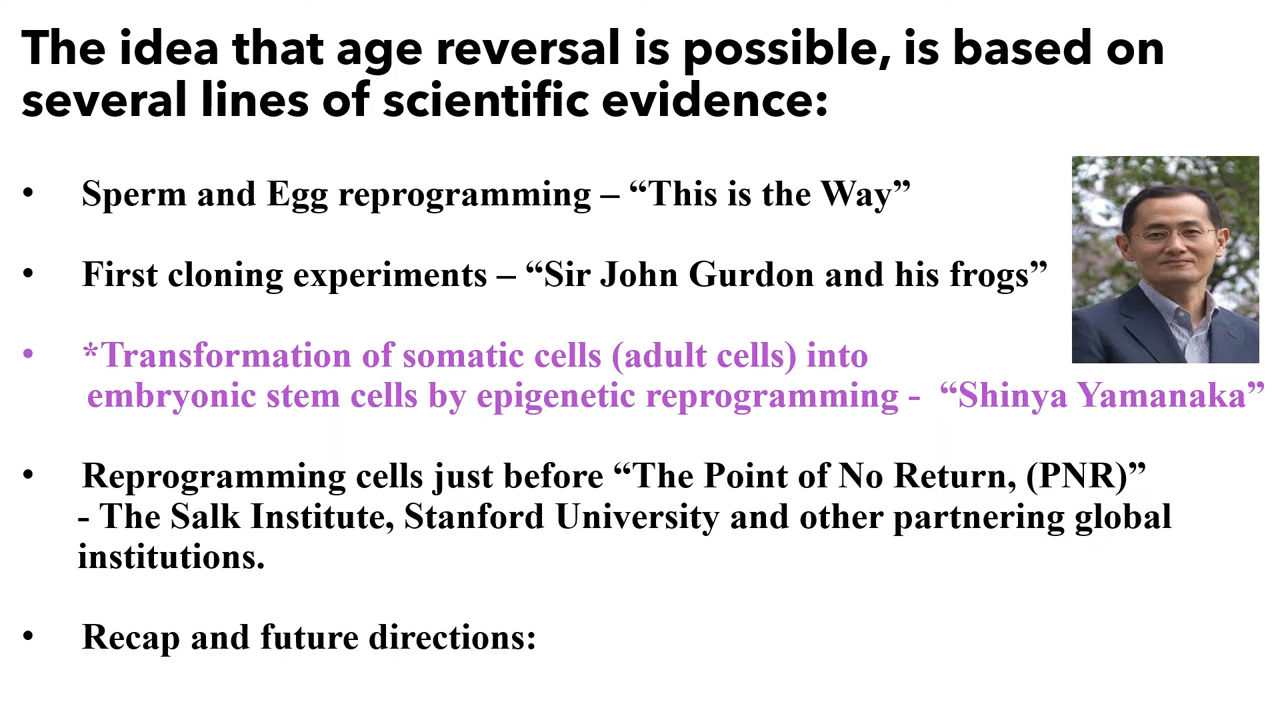 The idea that age reversal is possible, is based on
several lines of scientific evidence:
• Sperm and Egg reprogramming – “This is the Way”
• First cloning experiments – “Sir John Gurdon and his frogs”
• *Transformation of somatic cells (adult cells) into
embryonic stem cells by epigenetic reprogramming - “Shinya Yamanaka”
• Reprogramming cells just before “The Point of No Return, (PNR)”
- The Salk Institute, Stanford University and other partnering global
institutions.
• Recap and future directions: